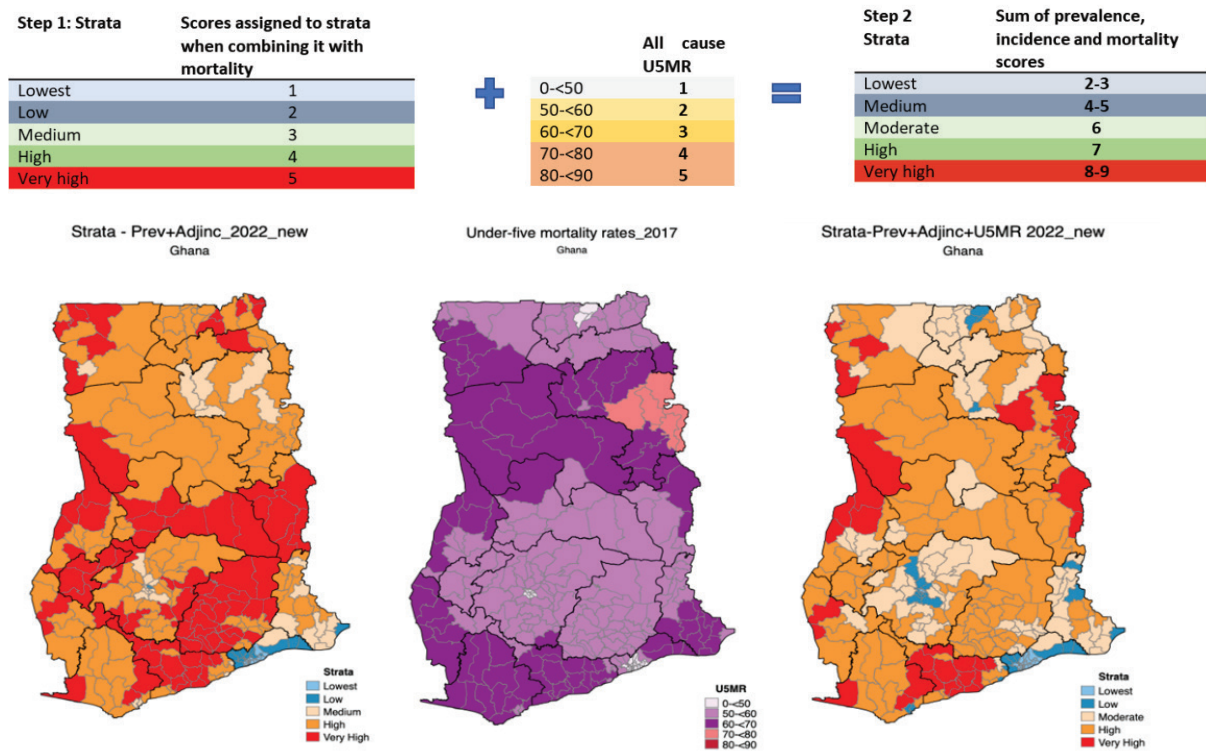 Step 1: Strata
Scores assigned to strata
when combining it with
mortality
Lowest 1
Low 2
Medium 3
High 4
Very high 5
All cause
U5MR
0-<50 1
50-<60 2
60-<70 3
70-<80 4
80-<90 5
Step 2
Strata
Sum of prevalence,
incidence and mortality
scores
Lowest 2-3
Medium 4-5
Moderate 6
High 7
Very high 8-9
Strata - Prev+Adjinc_2022_new
Ghana
Strata
Lowest
Low
Medium
High
Very High
Under-five mortality rates_2017
Ghana
U5MR
0-<50
50-<60
60-<70
70-<80
80-<90
Strata-Prev+Adjinc+U5MR 2022_new
Ghana
Strata
Lowest
Low
Moderate
High
Very High